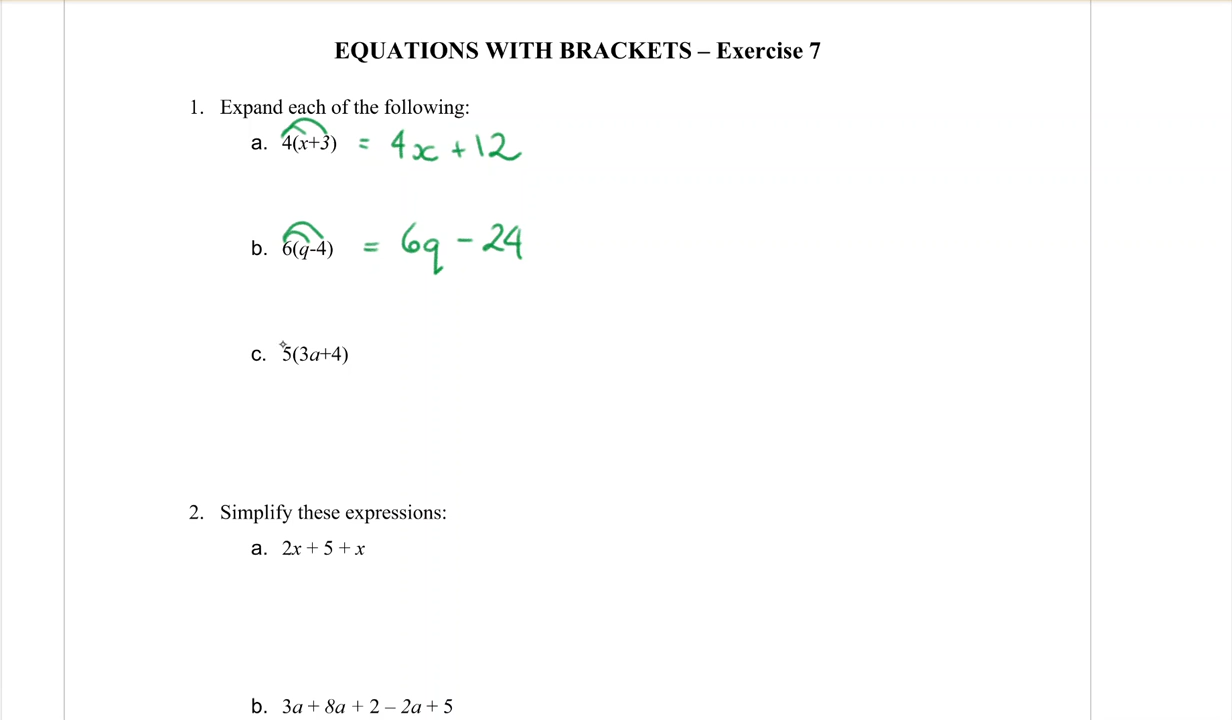 EQUATIONS WITH BRACKETS – Exercise 7
1. Expand each of the following:
a. 4(x+3) = 4x + 12
b. 6(q-4) = 6q - 24
c. 5(3a+4)
2. Simplify these expressions:
a. 2x + 5 + x
b. 3a + 8a + 2 – 2a + 5